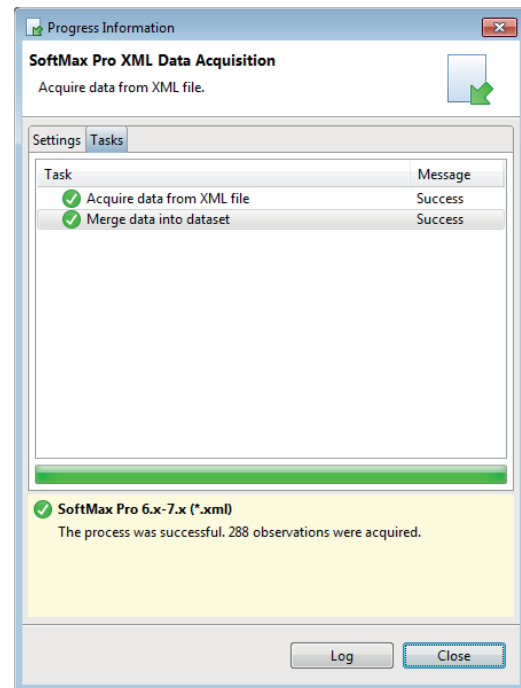 Progress Information
SoftMax Pro XML Data Acquisition
Acquire data from XML file.
Settings Tasks
Task Message
Acquire data from XML file Success
Merge data into dataset Success
SoftMax Pro 6.x-7.x (*.xml)
The process was successful. 288 observations were acquired.
Log Close